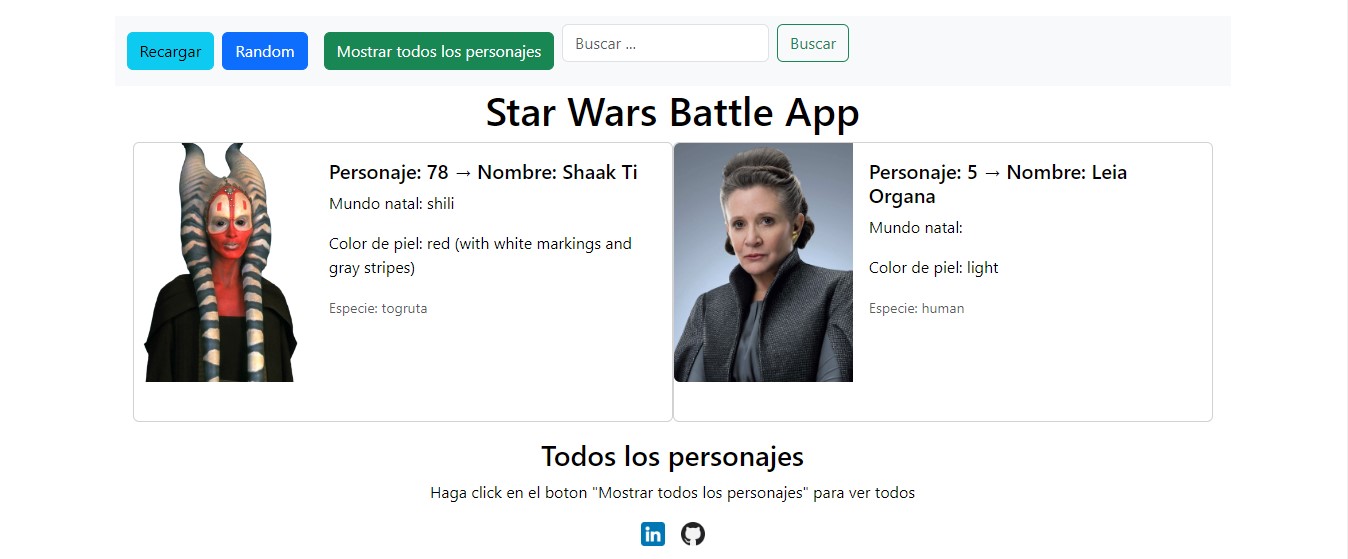 Recargar Random Mostrar todos los personajes Buscar ... Buscar
Star Wars Battle App
Personaje: 78 → Nombre: Shaak Ti
Mundo natal: shili
Color de piel: red (with white markings and
gray stripes)
Especie: togruta
Personaje: 5 → Nombre: Leia
Organa
Mundo natal:
Color de piel: light
Especie: human
Todos los personajes
Haga click en el boton "Mostrar todos los personajes" para ver todos
in